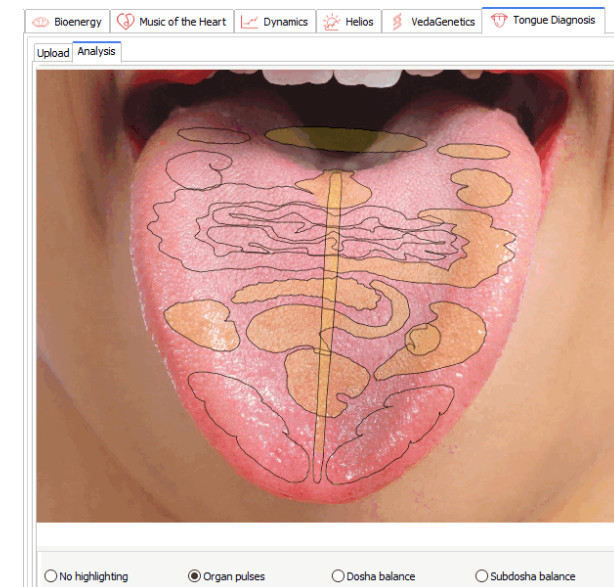 Bioenergy Music of the Heart Dynamics Helios VedaGenetics Tongue Diagnosis
Upload Analysis
No highlighting Organ pulses Dosha balance Subdosha balance